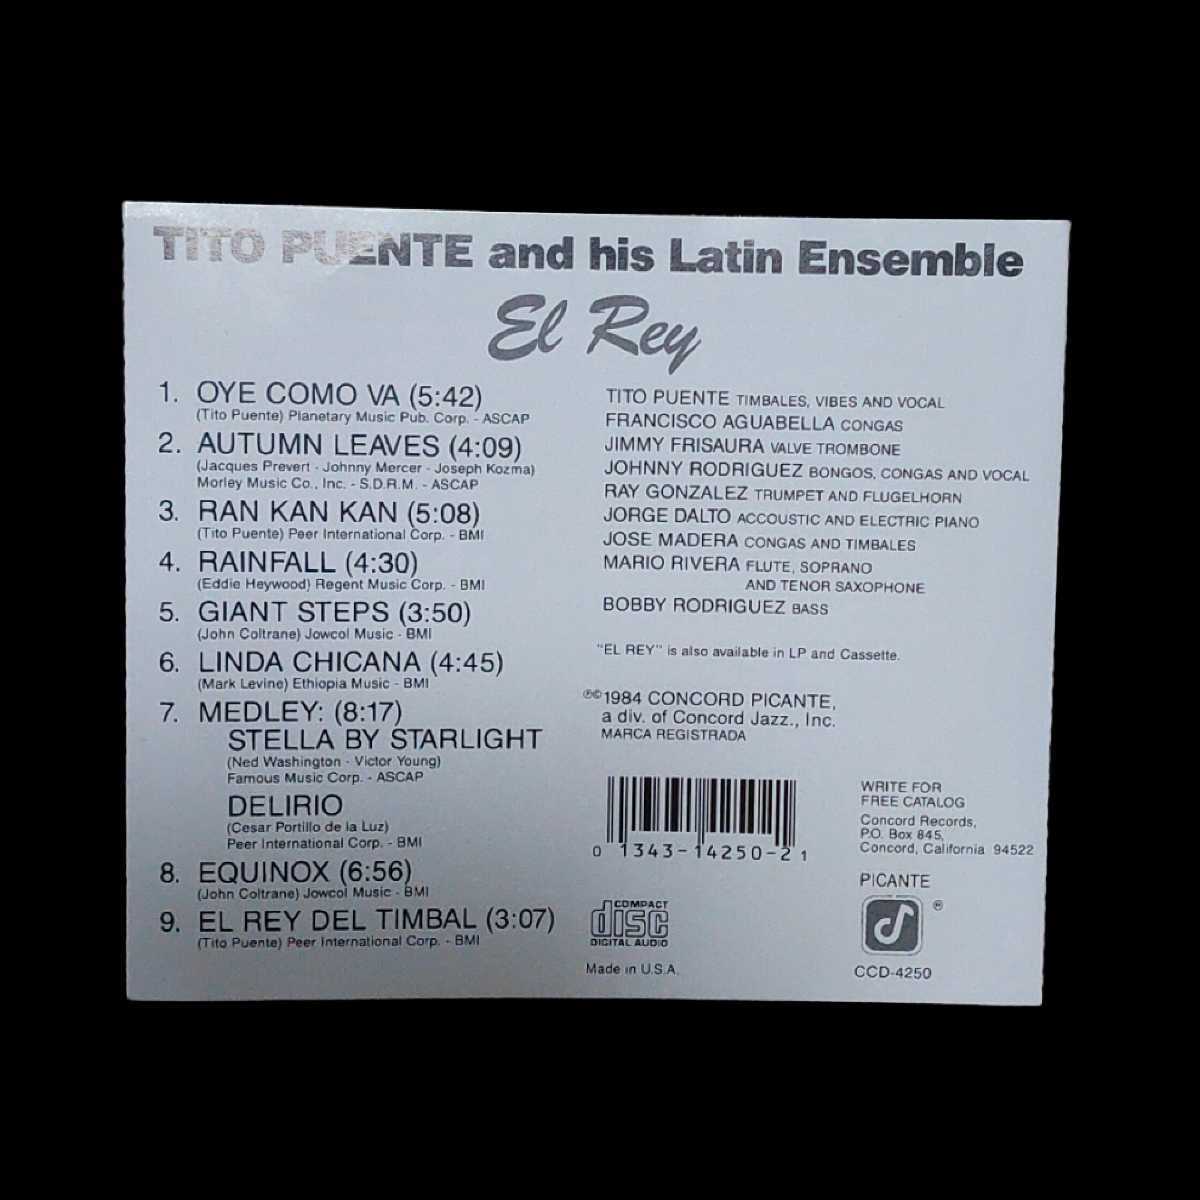 TITO PUENTE and his Latin Ensemble
El Rey
1. OYE COMO VA (5:42)
(Tito Puente) Planetary Music Pub. Corp. - ASCAP
2. AUTUMN LEAVES (4:09)
(Jacques Prevert - Johnny Mercer - Joseph Kozma)
Morley Music Co., Inc. - S.D.R.M. - ASCAP
3. RAN KAN KAN (5:08)
(Tito Puente) Peer International Corp. - BMI
4. RAINFALL (4:30)
(Eddie Heywood) Regent Music Corp. - BMI
5. GIANT STEPS (3:50)
(John Coltrane) Jowcol Music - BMI
6. LINDA CHICANA (4:45)
(Mark Levine) Ethiopia Music - BMI
7. MEDLEY: (8:17)
STELLA BY STARLIGHT
(Ned Washington - Victor Young)
Famous Music Corp. - ASCAP
DELIRIO
(Cesar Portillo de la Luz)
Peer International Corp. - BMI
8. EQUINOX (6:56)
(John Coltrane) Jowcol Music - BMI
9. EL REY DEL TIMBAL (3:07)
(Tito Puente) Peer International Corp. - BMI
TITO PUENTE TIMBALES, VIBES AND VOCAL
FRANCISCO AGUABELLA CONGAS
JIMMY FRISAURA VALVE TROMBONE
JOHNNY RODRIGUEZ BONGOS, CONGAS AND VOCAL
RAY GONZALEZ TRUMPET AND FLUGELHORN
JORGE DALTO ACCOUSTIC AND ELECTRIC PIANO
JOSE MADERA CONGAS AND TIMBALES
MARIO RIVERA FLUTE, SOPRANO
AND TENOR SAXOPHONE
BOBBY RODRIGUEZ BASS
"EL REY" is also available in LP and Cassette.
℗©1984 CONCORD PICANTE,
a div. of Concord Jazz., Inc.
MARCA REGISTRADA
0 1343-14250-2 1
COMPACT
disc
DIGITAL AUDIO
Made in U.S.A.
WRITE FOR
FREE CATALOG
Concord Records,
P.O. Box 845,
Concord, California 94522
PICANTE
®
CCD-4250